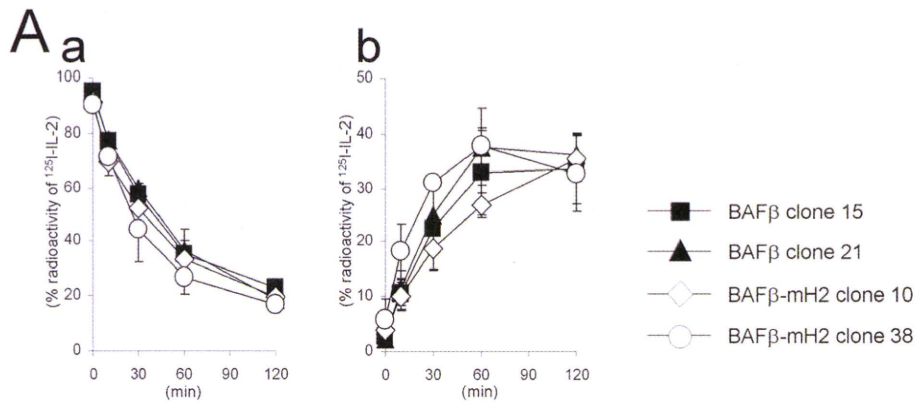 A a b
(% radioactivity of ¹²⁵I-IL-2)
100
80
60
40
20
0
0 30 60 90 120
(min)
(% radioactivity of ¹²⁵I-IL-2)
50
40
30
20
10
0
0 30 60 90 120
(min)
BAFβ clone 15
BAFβ clone 21
BAFβ-mH2 clone 10
BAFβ-mH2 clone 38